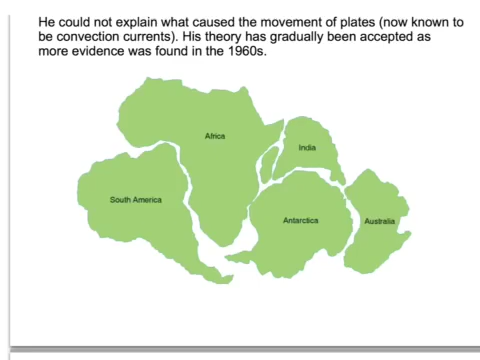 He could not explain what caused the movement of plates (now known to
be convection currents). His theory has gradually been accepted as
more evidence was found in the 1960s.
Africa
India
South America
Antarctica
Australia